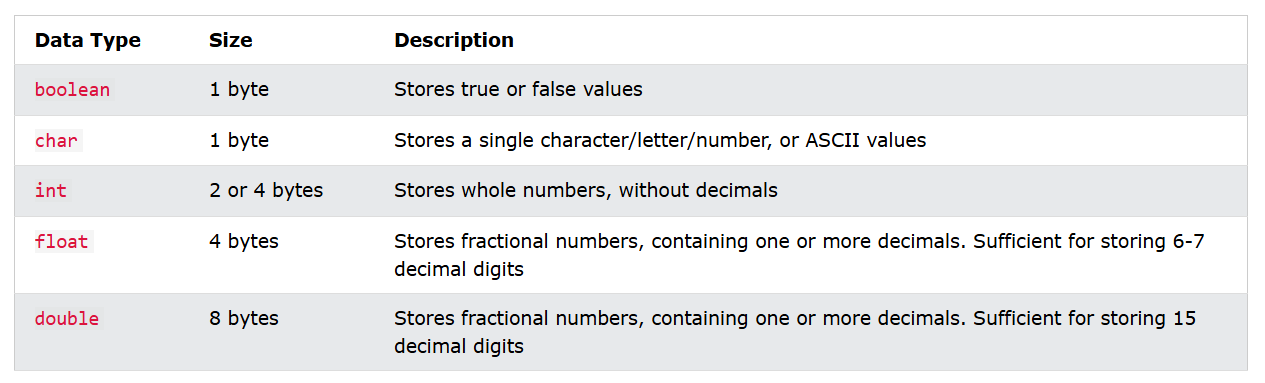 Data Type Size Description
boolean 1 byte Stores true or false values
char 1 byte Stores a single character/letter/number, or ASCII values
int 2 or 4 bytes Stores whole numbers, without decimals
float 4 bytes Stores fractional numbers, containing one or more decimals. Sufficient for storing 6-7
decimal digits
double 8 bytes Stores fractional numbers, containing one or more decimals. Sufficient for storing 15
decimal digits